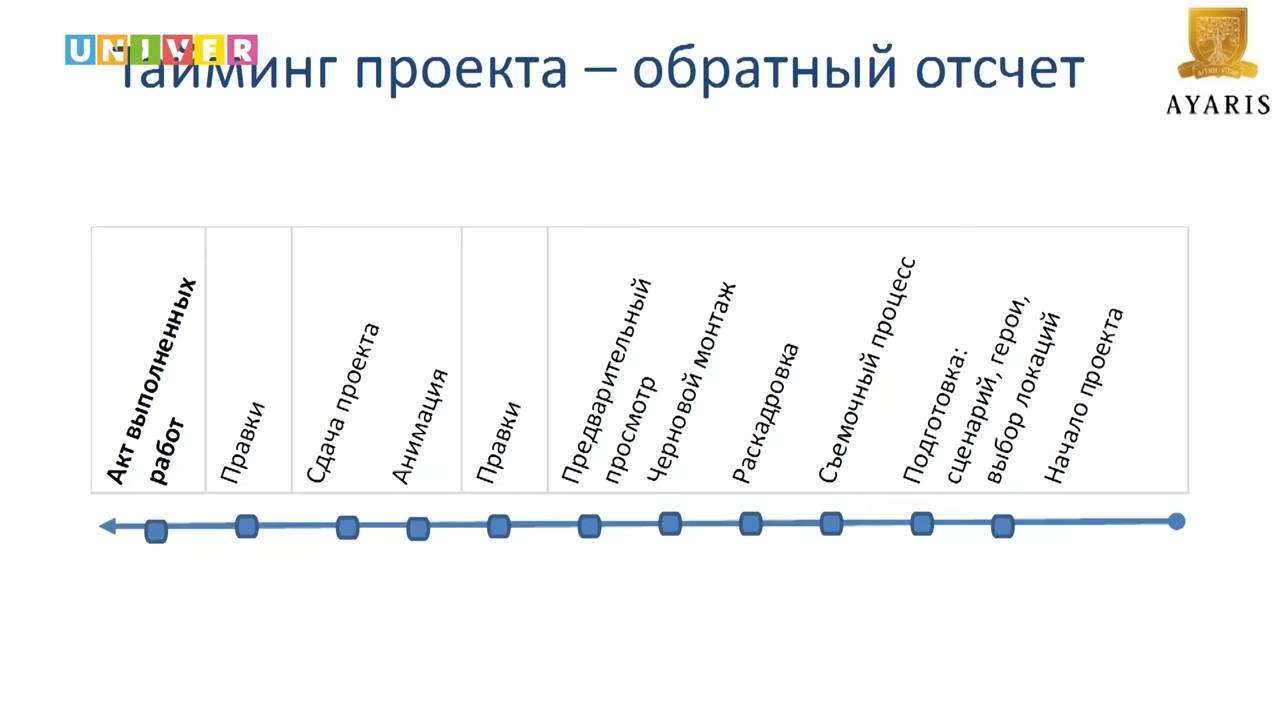 UNIVER
Тайминг проекта – обратный отсчет
AYARIS
Акт выполненных
работ
Правки
Сдача проекта
Анимация
Правки
Предварительный
просмотр
Черновой монтаж
Раскадровка
Съемочный процесс
Подготовка:
сценарий, герои,
выбор локаций
Начало проекта